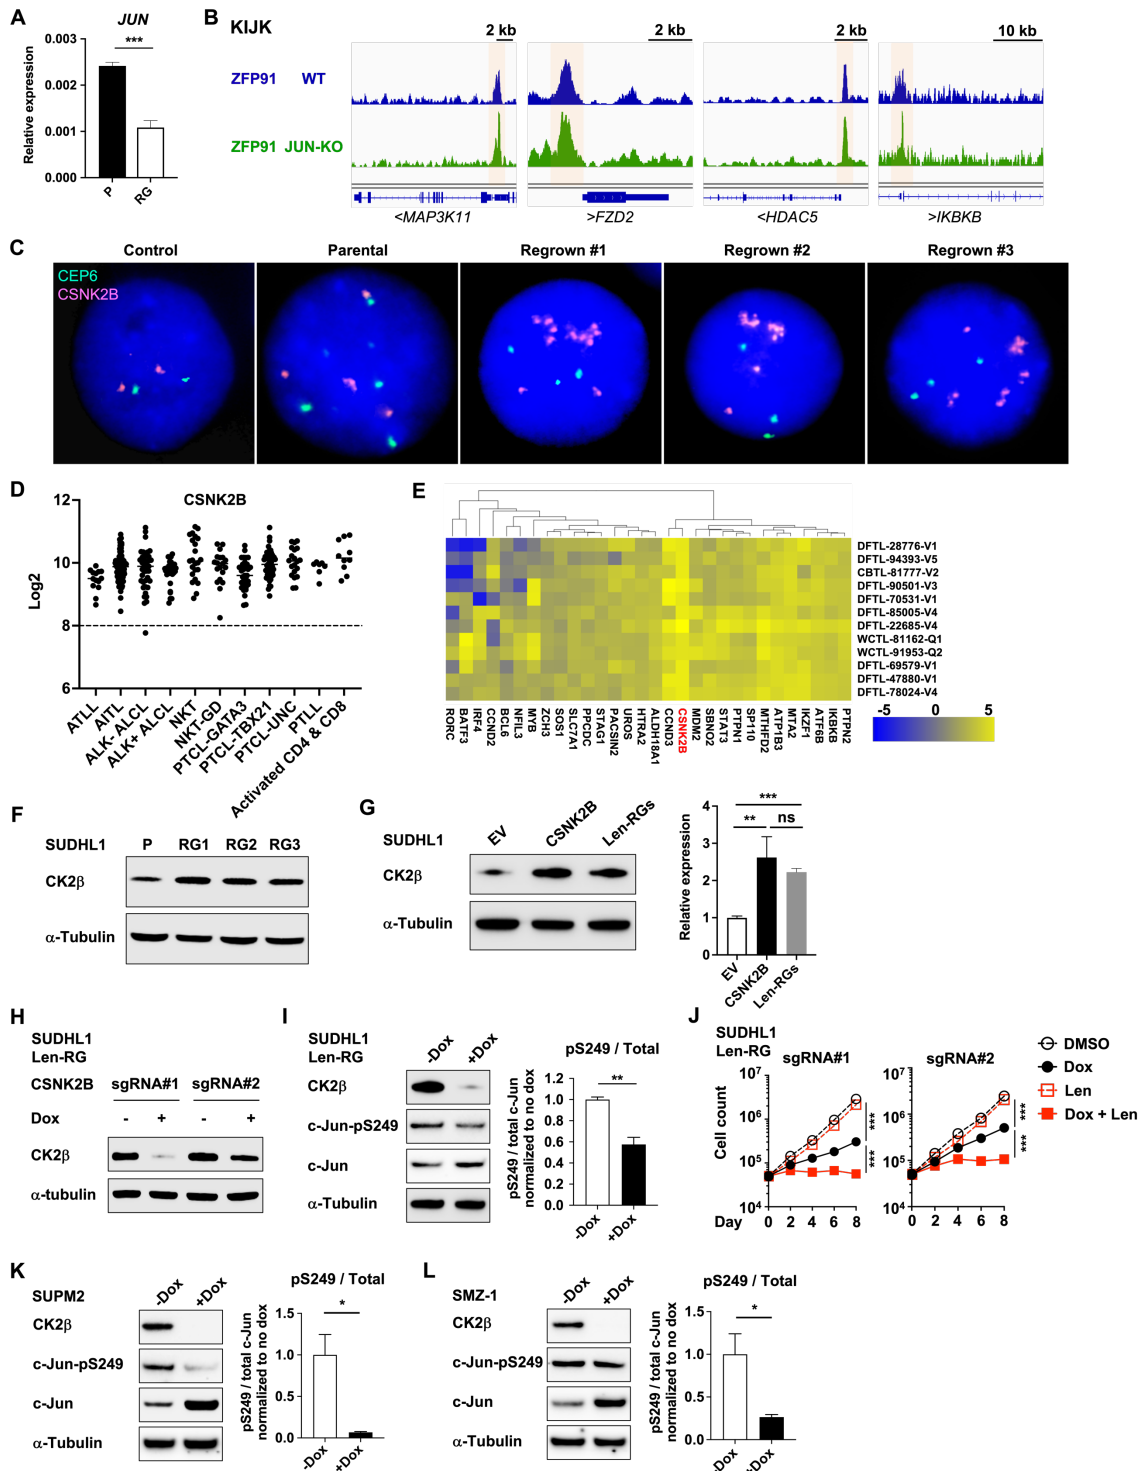 A
JUN
***
Relative expression
0.003
0.002
0.001
0.000
P
RG
B
KIJK
2 kb
2 kb
2 kb
10 kb
ZFP91 WT
ZFP91 JUN-KO
<MAP3K11
>FZD2
<HDAC5
>IKBKB
C
Control
Parental
Regrown #1
Regrown #2
Regrown #3
CEP6
CSNK2B
D
CSNK2B
Log2
12
10
8
6
ATLL
AITL
ALK- ALCL
ALK+ ALCL
NKT
NKT-GD
PTCL-GATA3
PTCL-TBX21
PTCL-UNC
PTLL
Activated CD4 & CD8
E
DFTL-28776-V1
DFTL-94393-V5
CBTL-81777-V2
DFTL-90501-V3
DFTL-70531-V1
DFTL-85005-V4
DFTL-22685-V4
WCTL-81162-Q1
WCTL-91953-Q2
DFTL-69579-V1
DFTL-47880-V1
DFTL-78024-V4
RORC
BATF3
IRF4
CCND2
BCL6
NFIL3
MYB
ZCH3
SOS1
SLC7A1
PPCDC
STAG1
PACSIN2
UROS
HTRA2
ALDH18A1
CCND3
CSNK2B
MDM2
SBNO2
STAT3
PTPN1
SP110
MTHFD2
ATP1B3
MTA2
IKZF1
ATF6B
IKBKB
PTPN2
-5
0
5
F
SUDHL1
P
RG1
RG2
RG3
CK2β
α-Tubulin
G
SUDHL1
EV
CSNK2B
Len-RGs
CK2β
α-Tubulin
***
**
ns
Relative expression
4
3
2
1
0
EV
CSNK2B
Len-RGs
H
SUDHL1
Len-RG
CSNK2B
sgRNA#1
sgRNA#2
Dox
-
+
-
+
CK2β
α-tubulin
I
SUDHL1
Len-RG
-Dox
+Dox
CK2β
c-Jun-pS249
c-Jun
α-Tubulin
pS249 / Total
**
pS249 / total c-Jun
normalized to no dox
1.2
1.0
0.8
0.6
0.4
0.2
0.0
-Dox
+Dox
J
SUDHL1
Len-RG
sgRNA#1
sgRNA#2
DMSO
Dox
Len
Dox + Len
Cell count
10⁷
10⁶
10⁵
10⁴
***
***
Day
0
2
4
6
8
10⁷
10⁶
10⁵
10⁴
***
***
0
2
4
6
8
K
SUPM2
-Dox
+Dox
CK2β
c-Jun-pS249
c-Jun
α-Tubulin
pS249 / Total
*
pS249 / total c-Jun
normalized to no dox
1.5
1.0
0.5
0.0
-Dox
+Dox
L
SMZ-1
-Dox
+Dox
CK2β
c-Jun-pS249
c-Jun
α-Tubulin
pS249 / Total
*
pS249 / total c-Jun
normalized to no dox
1.5
1.0
0.5
0.0
-Dox
+Dox